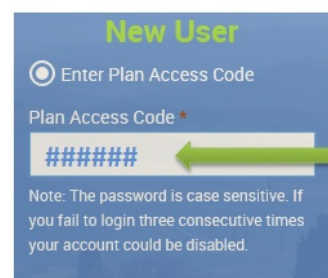 New User
Enter Plan Access Code
Plan Access Code *
######
Note: The password is case sensitive. If
you fail to login three consecutive times
your account could be disabled.